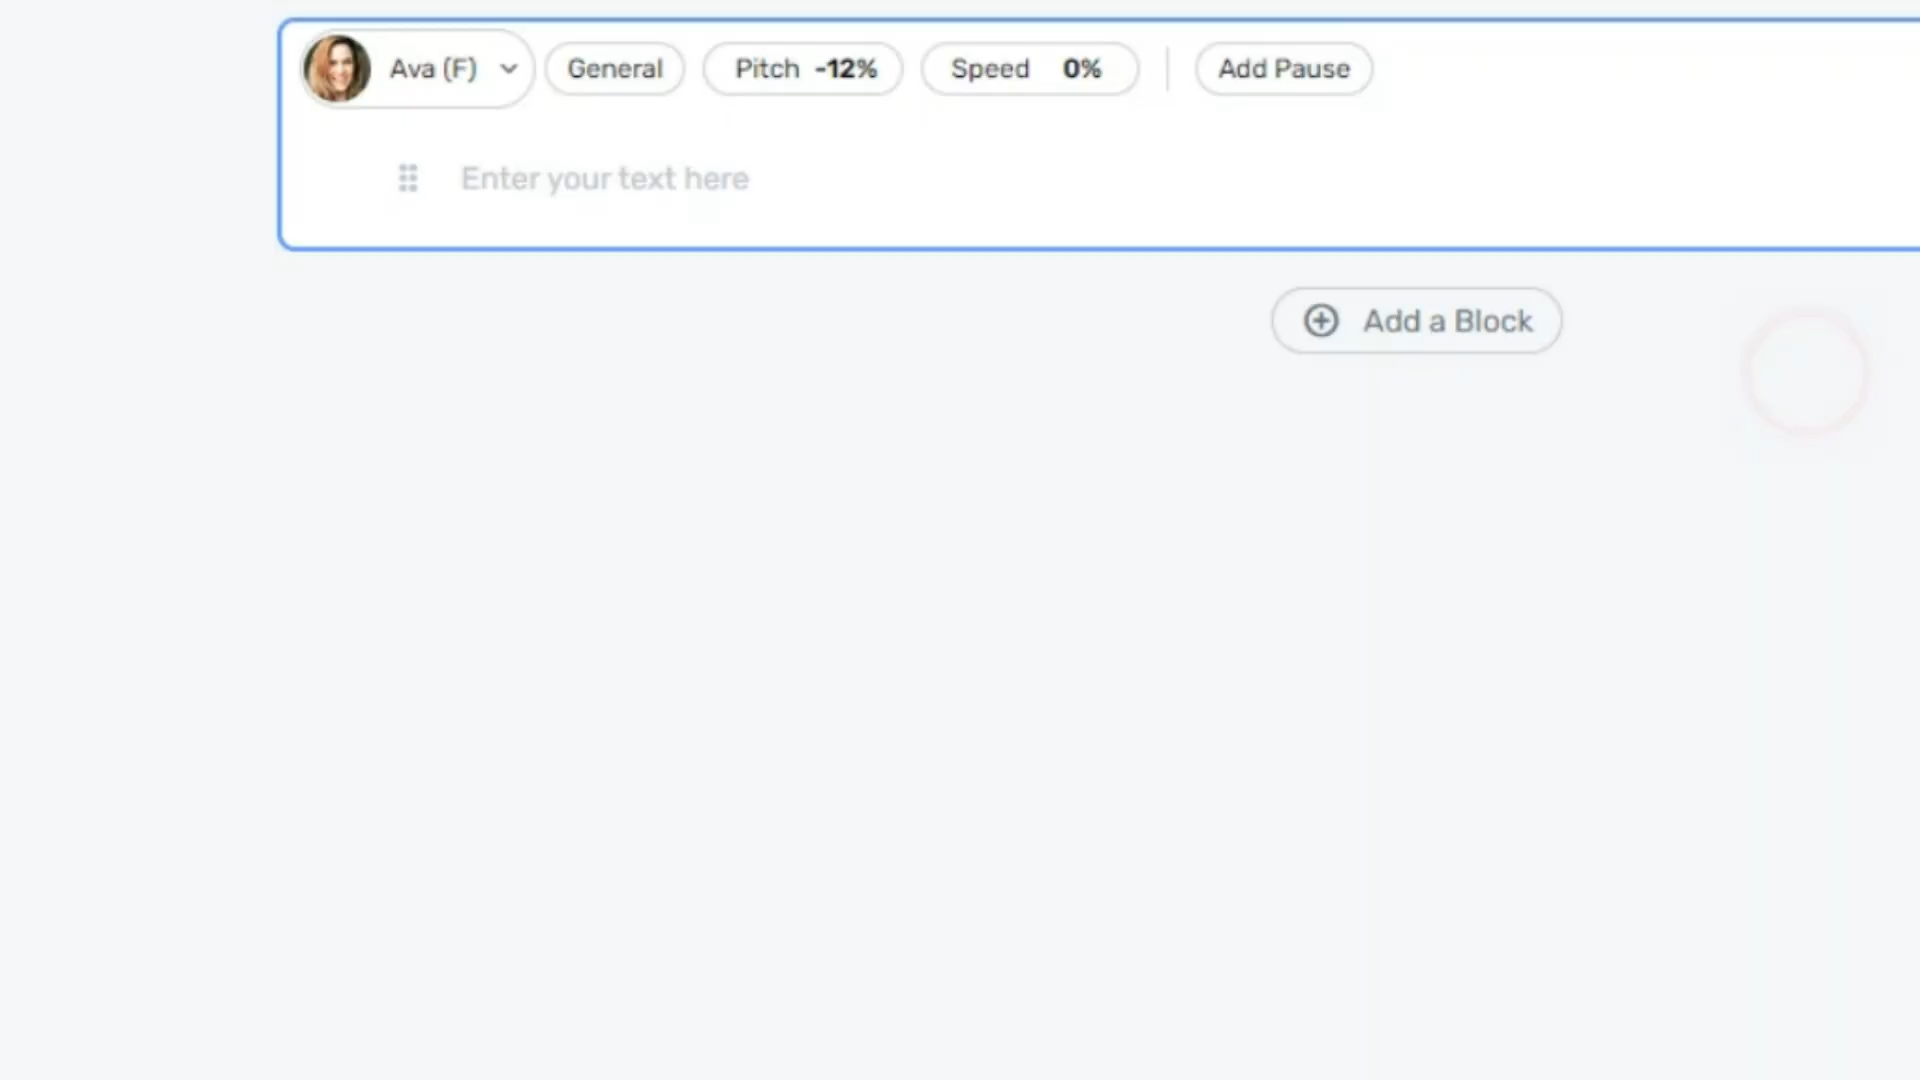 Ava (F) General Pitch -12% Speed 0% Add Pause
Enter your text here
Add a Block